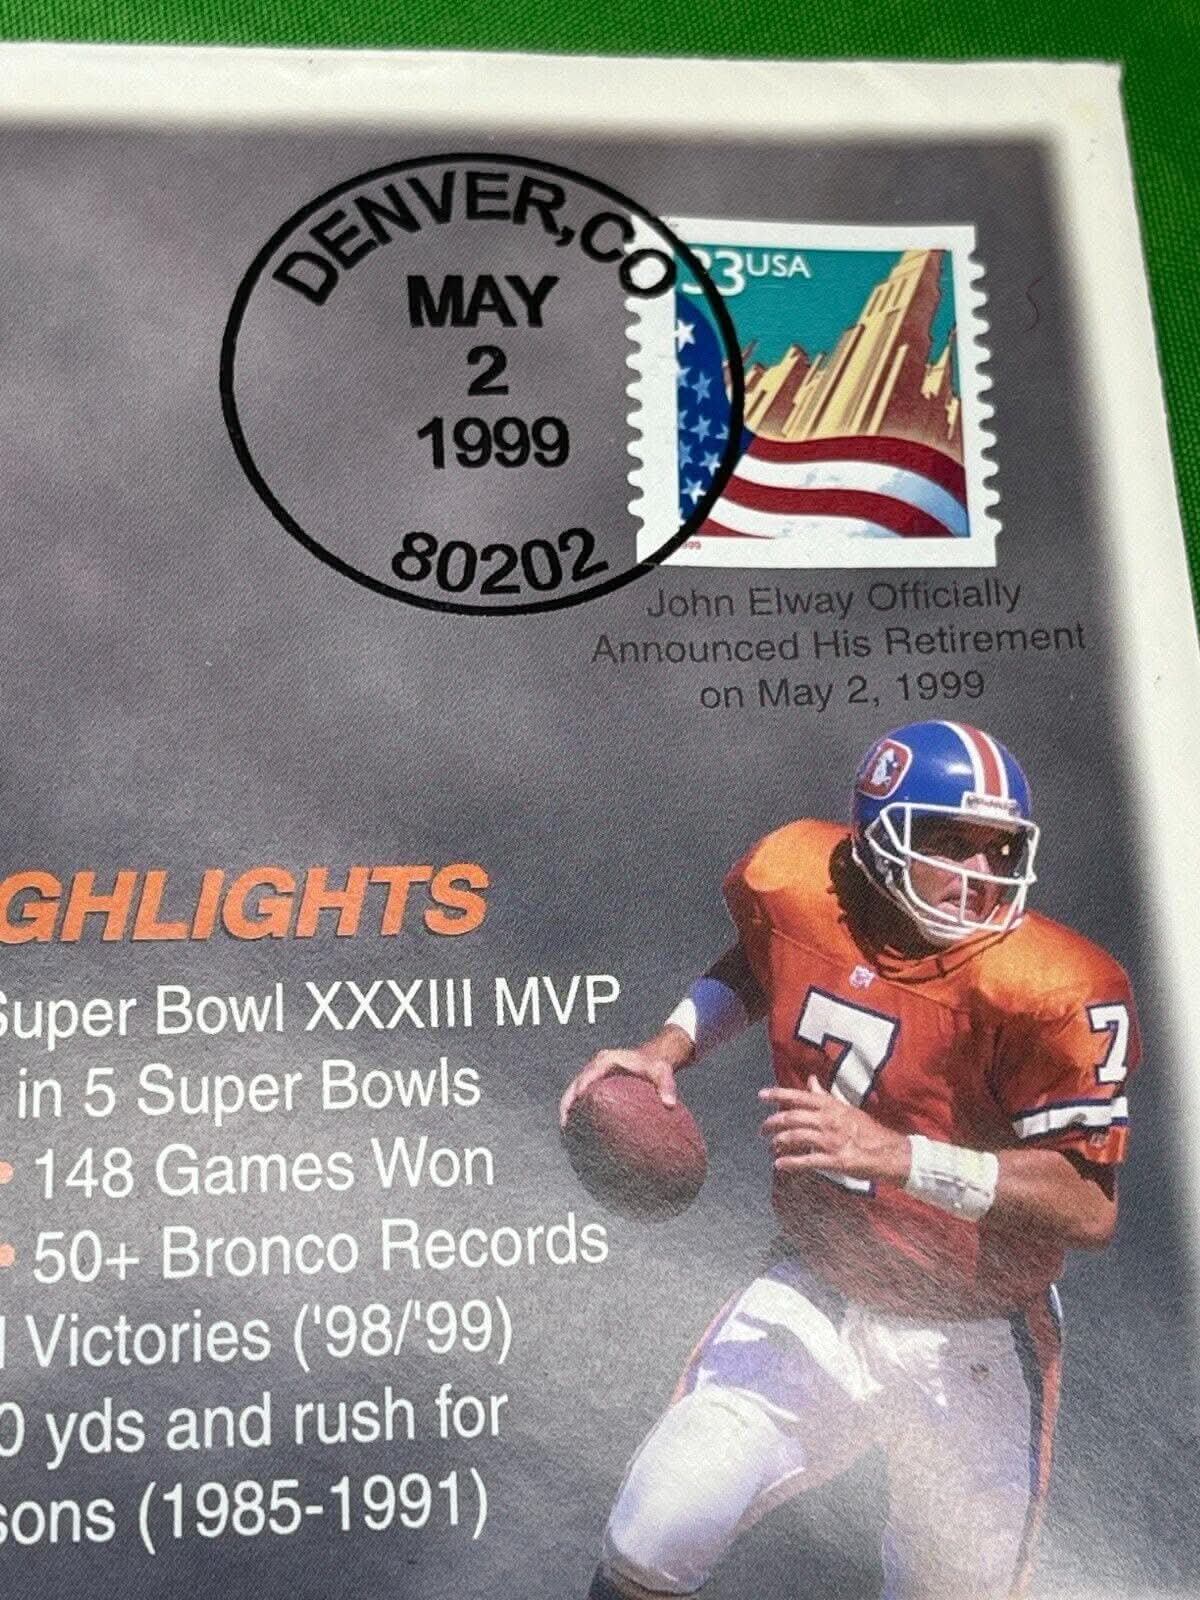 DENVER, CO
MAY
2
1999
80202
33USA
1999
John Elway Officially
Announced His Retirement
on May 2, 1999
GHLIGHTS
Super Bowl XXXIII MVP
in 5 Super Bowls
• 148 Games Won
• 50+ Bronco Records
Victories ('98/'99)
0 yds and rush for
sons (1985-1991)
7
7